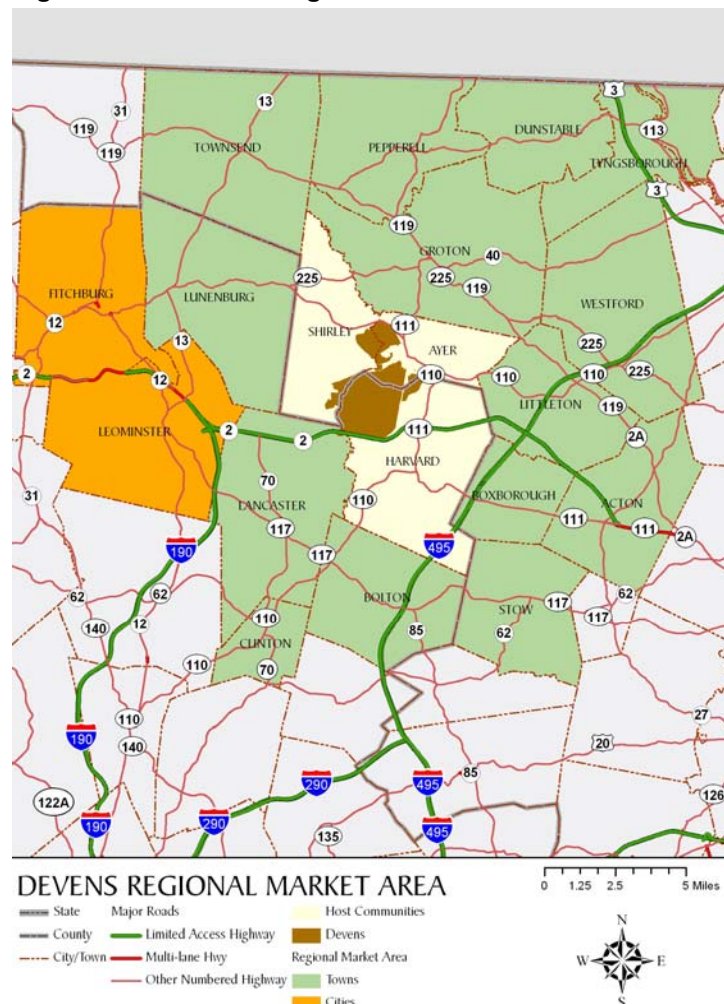 3
31
13
119
119
113
DUNSTABLE
TOWNSEND
PEPPERELL
TYNGSBOROUGH
3
119
GROTON
40
225
225
119
FITCHBURG
LUNENBURG
WESTFORD
12
SHIRLEY
111
13
AYER
225
2
12
110
110
110
225
LITTLETON
119
LEOMINSTER
2
2
111
2A
HARVARD
31
70
110
BOXBOROUGH
ACTON
LANCASTER
111
111
2A
117
190
117
495
62
62
BOLTON
117
62
117
12
110
STOW
140
CLINTON
85
62
110
70
110
27
190
140
20
85
290
495
122A
126
190
290
135
495
DEVENS REGIONAL MARKET AREA
0 1.25 2.5 5 Miles
State Major Roads Host Communities
County Limited Access Highway Devens
City/Town Multi-lane Hwy Regional Market Area
Other Numbered Highway Towns
Cities
N
W E
S